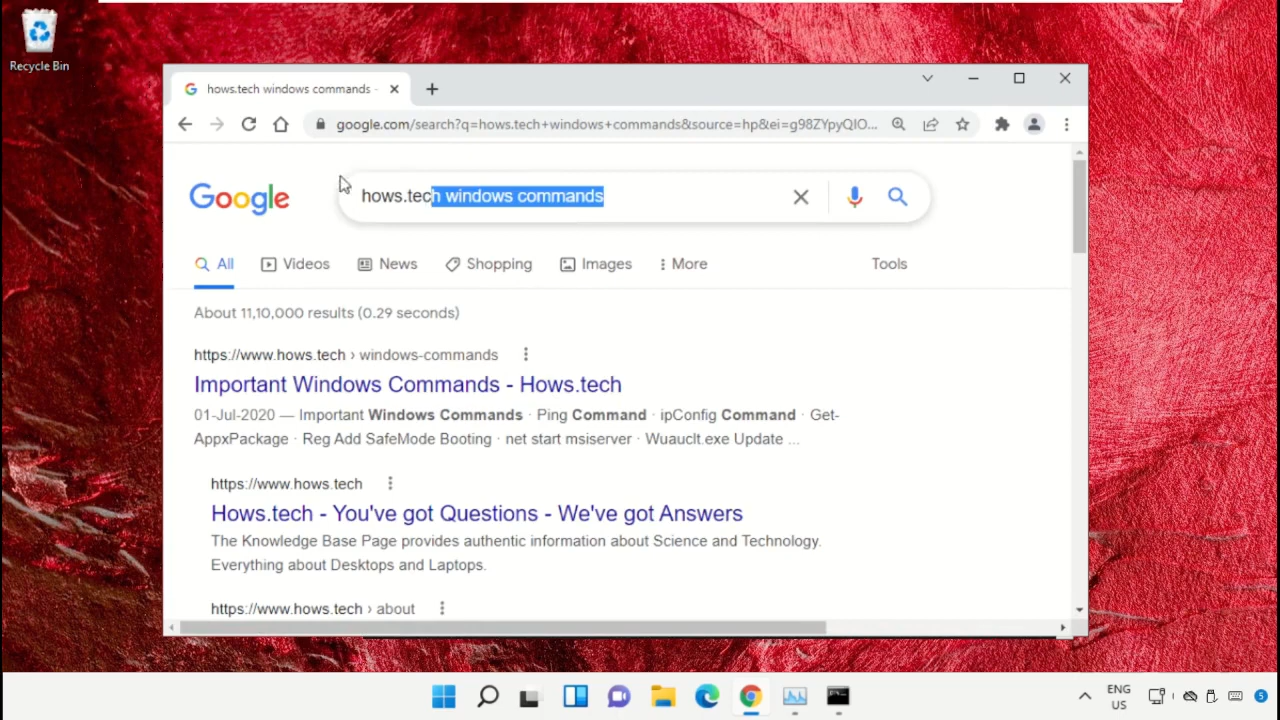 Recycle Bin
hows.tech windows commands -
google.com/search?q=hows.tech+windows+commands&source=hp&ei=g98ZYpyQIO...
Google
hows.tech windows commands
All Videos News Shopping Images More Tools
About 11,10,000 results (0.29 seconds)
https://www.hows.tech › windows-commands
Important Windows Commands - Hows.tech
01-Jul-2020 — Important Windows Commands · Ping Command · ipConfig Command · Get-
AppxPackage · Reg Add SafeMode Booting · net start msiserver · Wuauclt.exe Update ...
https://www.hows.tech
Hows.tech - You've got Questions - We've got Answers
The Knowledge Base Page provides authentic information about Science and Technology.
Everything about Desktops and Laptops.
https://www.hows.tech › about
ENG
US
5